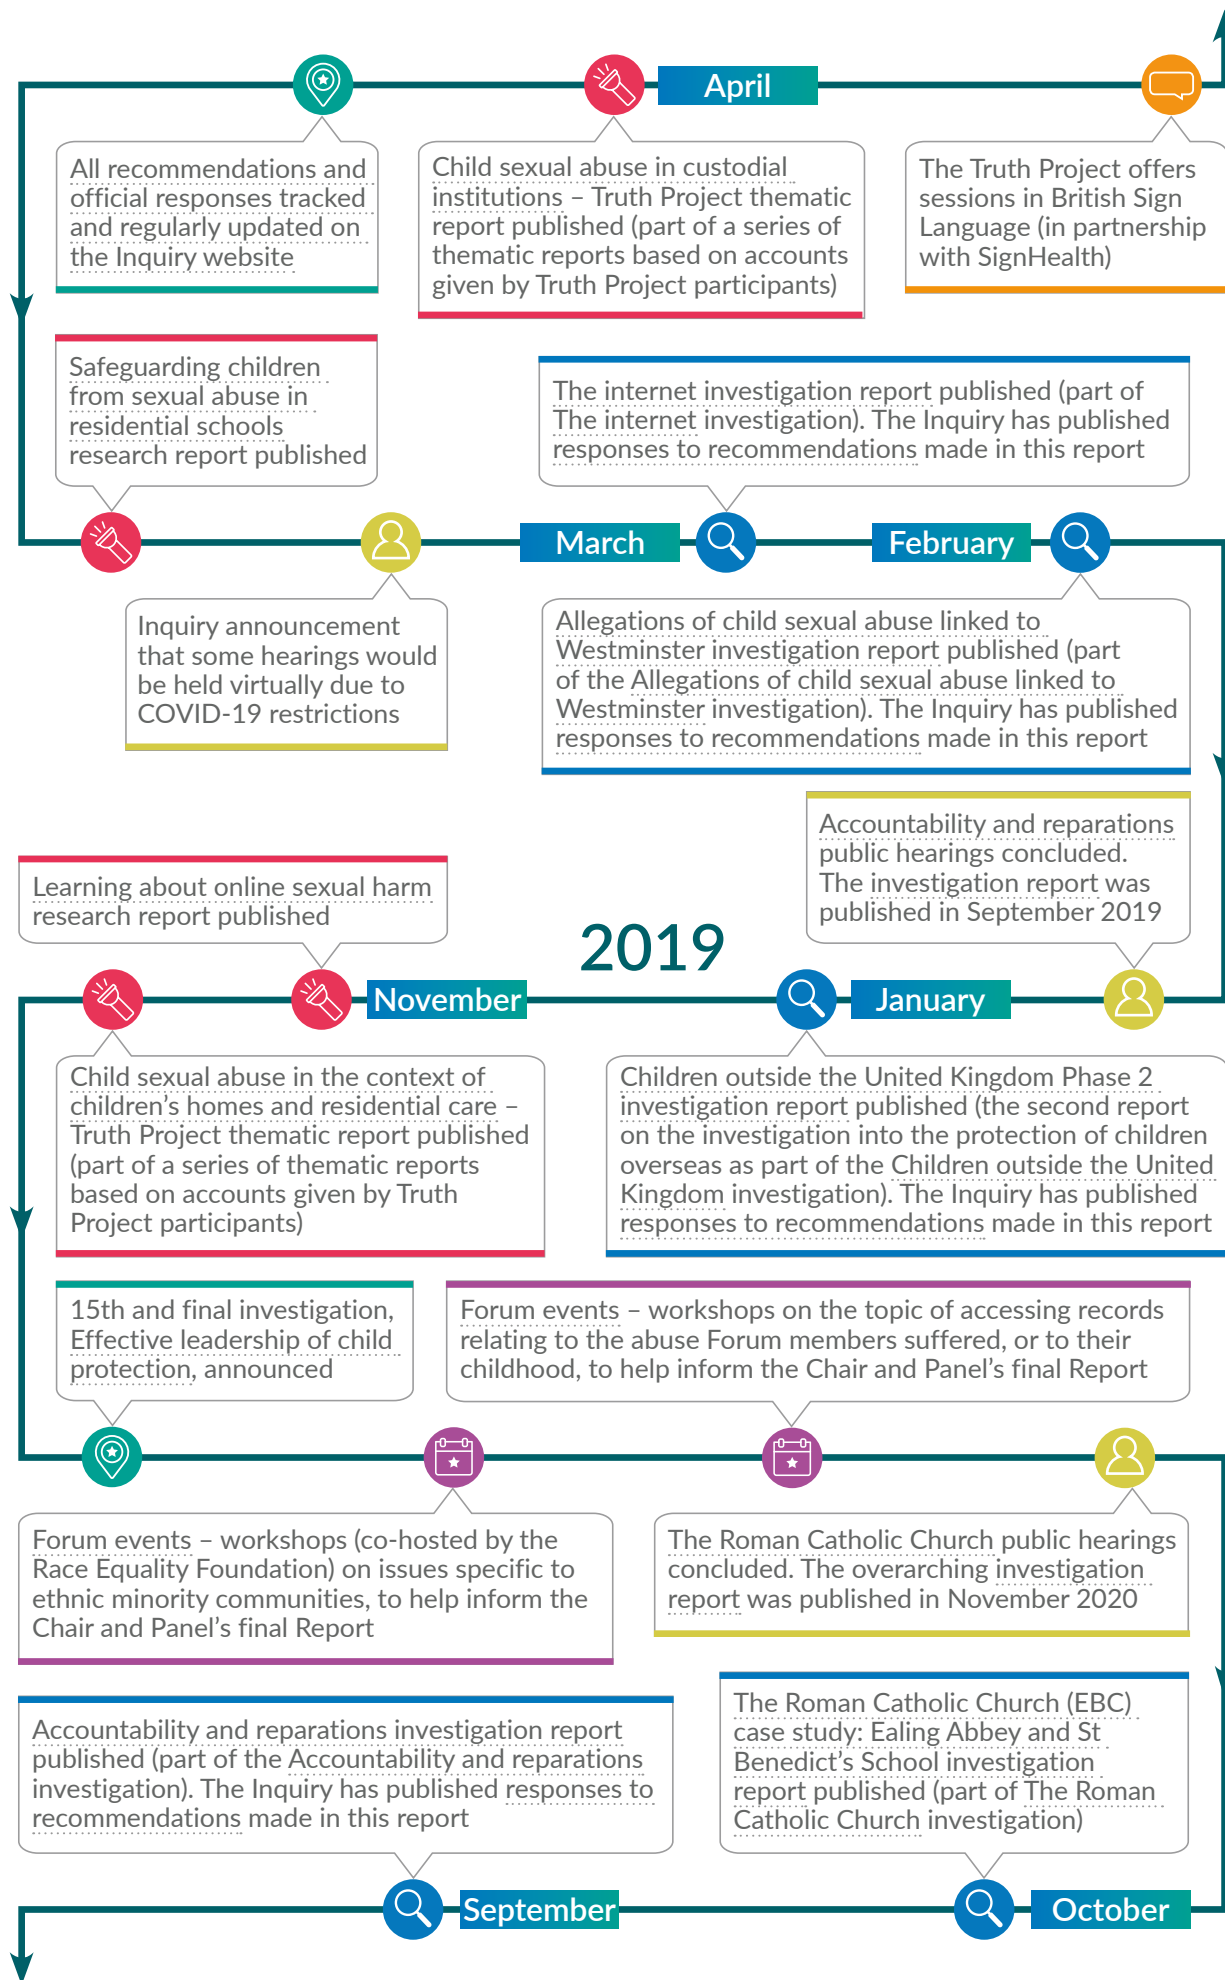 April
All recommendations and
official responses tracked
and regularly updated on
the Inquiry website
Child sexual abuse in custodial
institutions – Truth Project thematic
report published (part of a series of
thematic reports based on accounts
given by Truth Project participants)
The Truth Project offers
sessions in British Sign
Language (in partnership
with SignHealth)
Safeguarding children
from sexual abuse in
residential schools
research report published
The internet investigation report published (part of
The internet investigation). The Inquiry has published
responses to recommendations made in this report
March
February
Inquiry announcement
that some hearings would
be held virtually due to
COVID-19 restrictions
Allegations of child sexual abuse linked to
Westminster investigation report published (part
of the Allegations of child sexual abuse linked to
Westminster investigation). The Inquiry has published
responses to recommendations made in this report
Accountability and reparations
public hearings concluded.
The investigation report was
published in September 2019
Learning about online sexual harm
research report published
2019
November
January
Child sexual abuse in the context of
children's homes and residential care –
Truth Project thematic report published
(part of a series of thematic reports
based on accounts given by Truth
Project participants)
Children outside the United Kingdom Phase 2
investigation report published (the second report
on the investigation into the protection of children
overseas as part of the Children outside the United
Kingdom investigation). The Inquiry has published
responses to recommendations made in this report
15th and final investigation,
Effective leadership of child
protection, announced
Forum events – workshops on the topic of accessing records
relating to the abuse Forum members suffered, or to their
childhood, to help inform the Chair and Panel's final Report
Forum events – workshops (co-hosted by the
Race Equality Foundation) on issues specific to
ethnic minority communities, to help inform the
Chair and Panel's final Report
The Roman Catholic Church public hearings
concluded. The overarching investigation
report was published in November 2020
Accountability and reparations investigation report
published (part of the Accountability and reparations
investigation). The Inquiry has published responses to
recommendations made in this report
The Roman Catholic Church (EBC)
case study: Ealing Abbey and St
Benedict's School investigation
report published (part of The Roman
Catholic Church investigation)
September
October